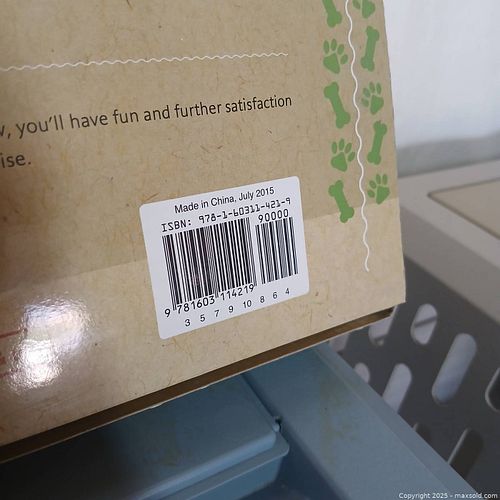 , you'll have fun and further satisfaction
ise.
Made in China, July 2015
ISBN: 978-1-60311-421-9
90000
9 781603 114219
3 5 7 9 10 8 6 4
Copyright 2025 - maxsold.com